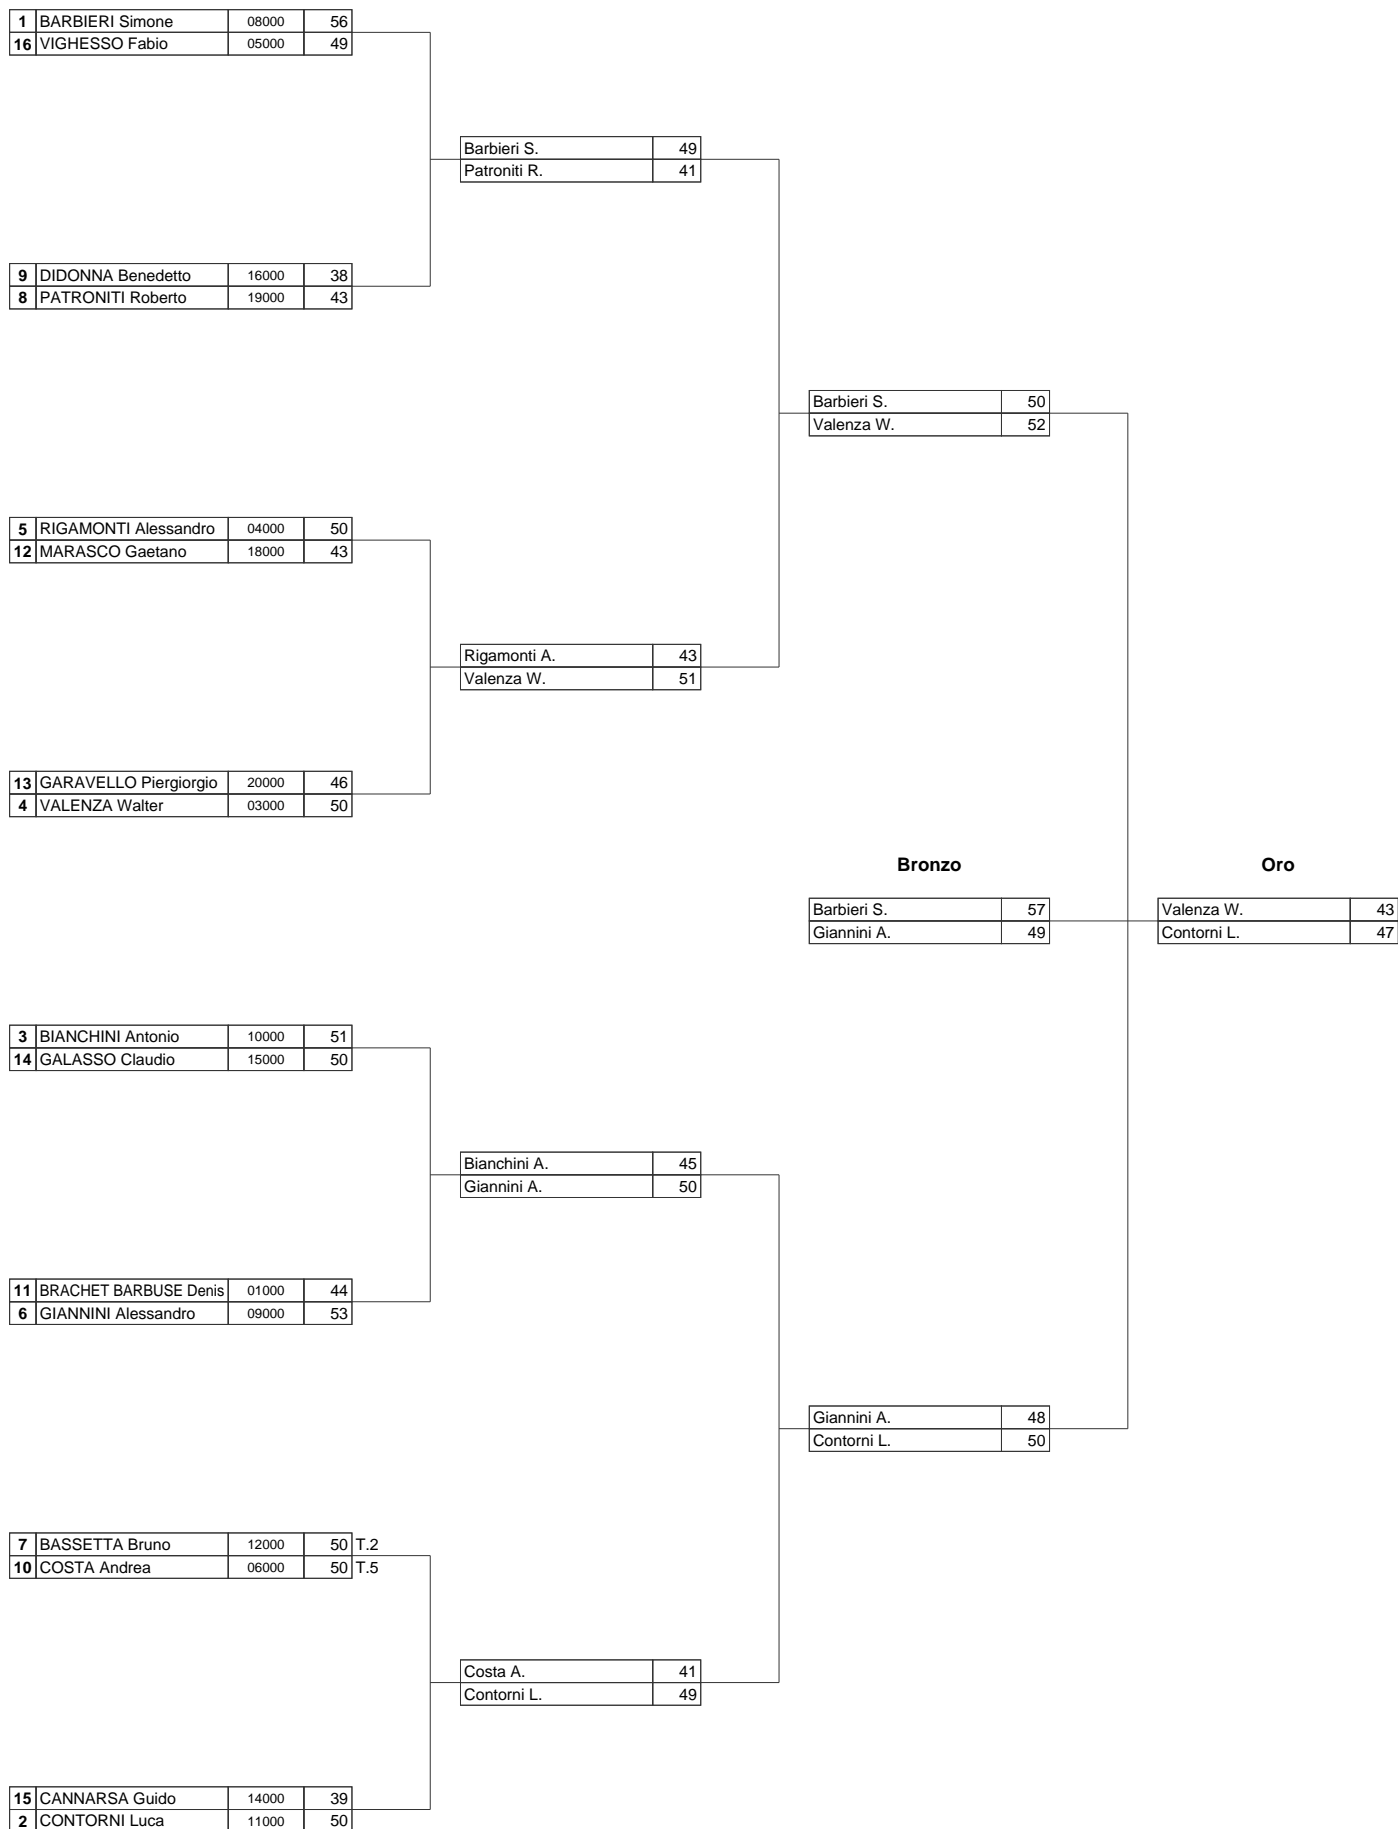 1 BARBIERI Simone 08000 56
16 VIGHESSO Fabio 05000 49
Barbieri S. 49
Patroniti R. 41
9 DIDONNA Benedetto 16000 38
8 PATRONITI Roberto 19000 43
Barbieri S. 50
Valenza W. 52
5 RIGAMONTI Alessandro 04000 50
12 MARASCO Gaetano 18000 43
Rigamonti A. 43
Valenza W. 51
13 GARAVELLO Piergiorgio 20000 46
4 VALENZA Walter 03000 50
Bronzo Oro
Barbieri S. 57 Valenza W. 43
Giannini A. 49 Contorni L. 47
3 BIANCHINI Antonio 10000 51
14 GALASSO Claudio 15000 50
Bianchini A. 45
Giannini A. 50
11 BRACHET BARBUSE Denis 01000 44
6 GIANNINI Alessandro 09000 53
Giannini A. 48
Contorni L. 50
7 BASSETTA Bruno 12000 50 T.2
10 COSTA Andrea 06000 50 T.5
Costa A. 41
Contorni L. 49
15 CANNARSA Guido 14000 39
2 CONTORNI Luca 11000 50